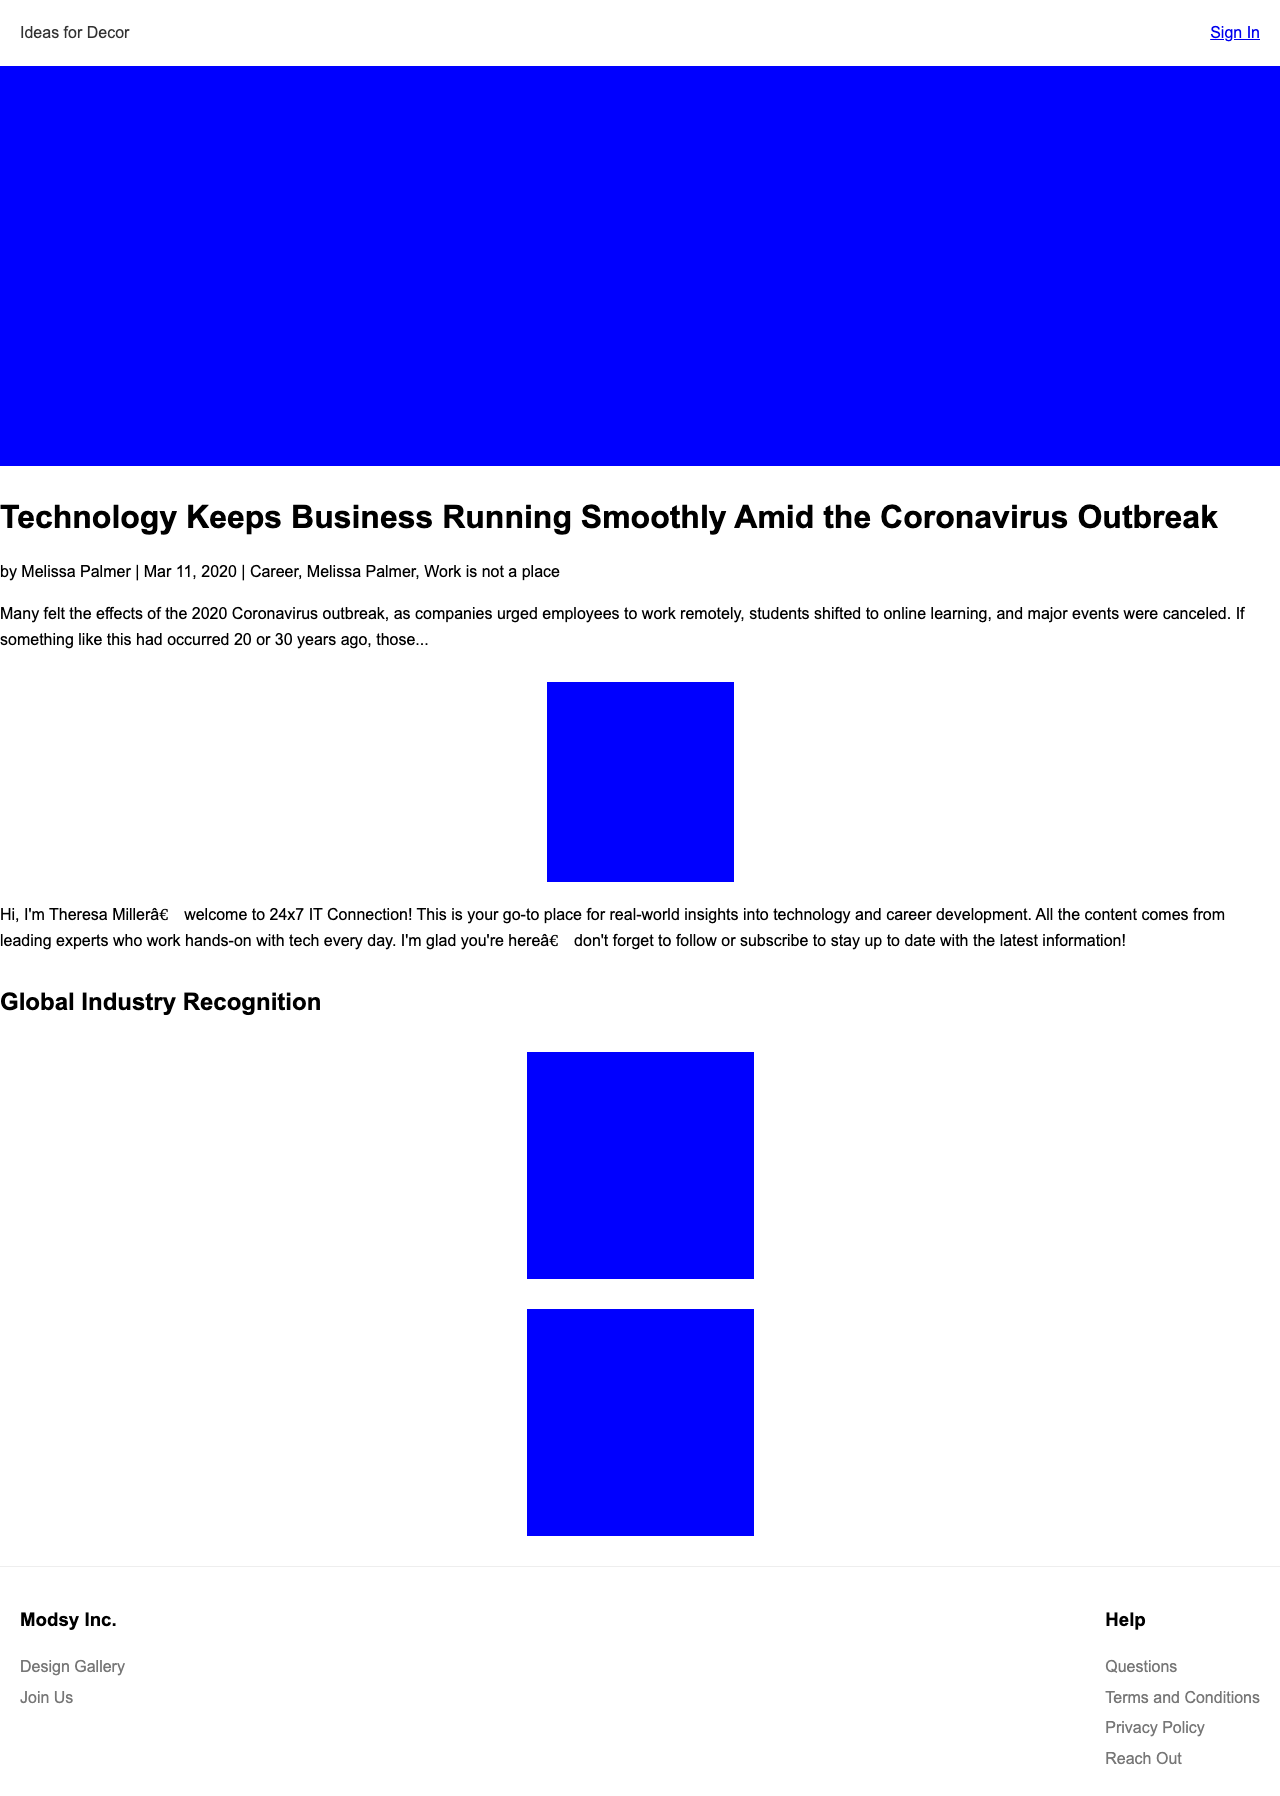 Ideas for Decor
Sign In
Technology Keeps Business Running Smoothly Amid the Coronavirus Outbreak
by Melissa Palmer | Mar 11, 2020 | Career, Melissa Palmer, Work is not a place
Many felt the effects of the 2020 Coronavirus outbreak, as companies urged employees to work remotely, students shifted to online learning, and major events were canceled. If
something like this had occurred 20 or 30 years ago, those...
Hi, I'm Theresa Millerâ€ welcome to 24x7 IT Connection! This is your go-to place for real-world insights into technology and career development. All the content comes from
leading experts who work hands-on with tech every day. I'm glad you're hereâ€ don't forget to follow or subscribe to stay up to date with the latest information!
Global Industry Recognition
Modsy Inc.
Design Gallery
Join Us
Help
Questions
Terms and Conditions
Privacy Policy
Reach Out